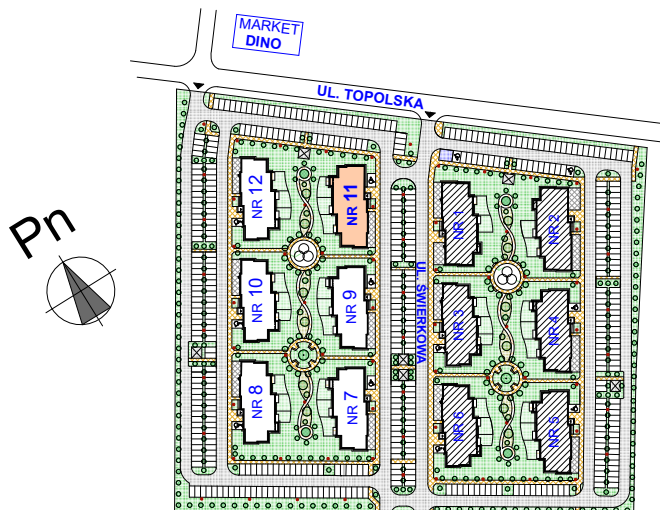 MARKET
DINO
UL. TOPOLSKA
Pn
NR 12
NR 11
NR 1
NR 2
NR 10
NR 9
UL. ŚWIERKOWA
NR 3
NR 4
NR 8
NR 7
NR 6
NR 5